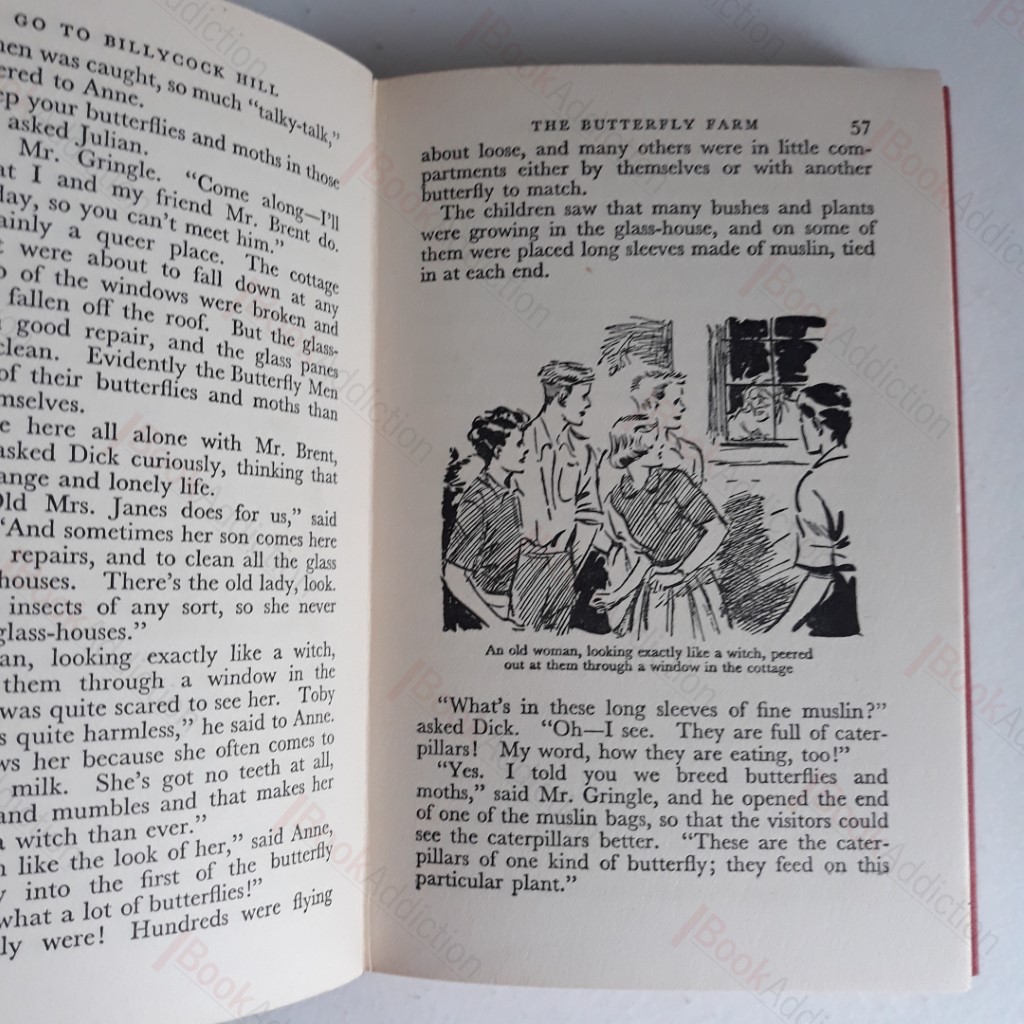 GO TO BILLYCOCK HILL
was caught, so much "talky-talk,"
to Anne.
your butterflies and moths in those
asked Julian.
Mr. Gringle. "Come along—I'll
I and my friend Mr. Brent do.
so you can't meet him."
a queer place. The cottage
were about to fall down at any
of the windows were broken and
fallen off the roof. But the glass-
good repair, and the glass panes
clean. Evidently the Butterfly Men
of their butterflies and moths than
here all alone with Mr. Brent,
asked Dick curiously, thinking that
and lonely life.
Old Mrs. Janes does for us," said
"And sometimes her son comes here
repairs, and to clean all the glass
houses. There's the old lady, look.
insects of any sort, so she never
glass-houses."
looking exactly like a witch,
them through a window in the
was quite scared to see her. Toby
quite harmless," he said to Anne.
her because she often comes to
milk. She's got no teeth at all,
and mumbles and that makes her
a witch than ever."
like the look of her," said Anne,
into the first of the butterfly
what a lot of butterflies!"
were! Hundreds were flying
THE BUTTERFLY FARM 57
about loose, and many others were in little com-
partments either by themselves or with another
butterfly to match.
The children saw that many bushes and plants
were growing in the glass-house, and on some of
them were placed long sleeves made of muslin, tied
in at each end.
An old woman, looking exactly like a witch, peered
out at them through a window in the cottage
"What's in these long sleeves of fine muslin?"
asked Dick. "Oh—I see. They are full of cater-
pillars! My word, how they are eating, too!"
"Yes. I told you we breed butterflies and
moths," said Mr. Gringle, and he opened the end
of one of the muslin bags, so that the visitors could
see the caterpillars better. "These are the cater-
pillars of one kind of butterfly; they feed on this
particular plant."